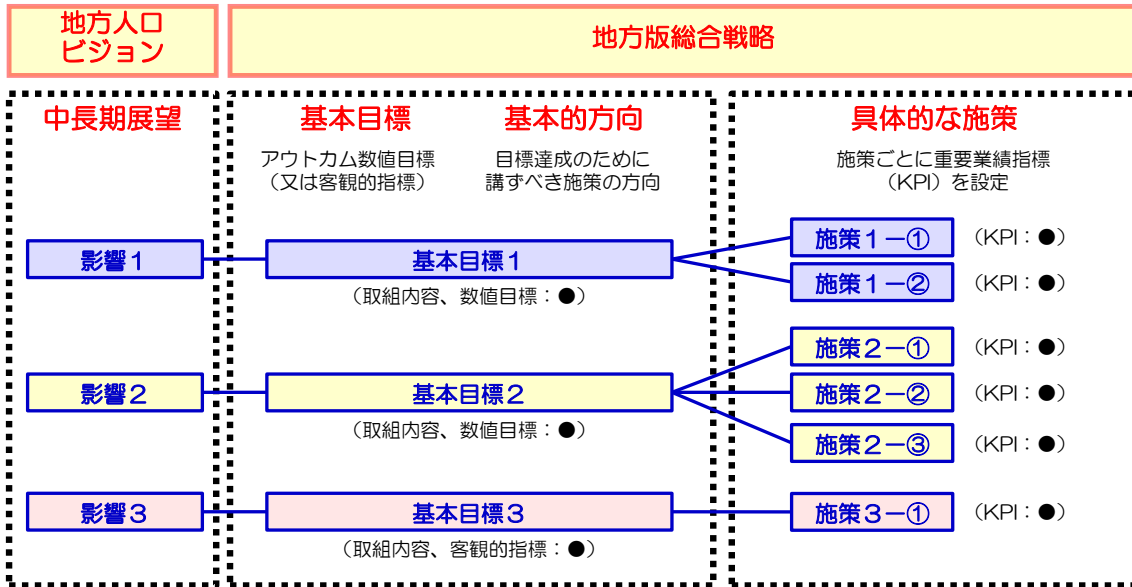 地方人口
ビジョン
地方版総合戦略
中長期展望
基本目標
基本的方向
具体的な施策
アウトカム数値目標
（又は客観的指標）
目標達成のために
講ずべき施策の方向
施策ごとに重要業績指標
（KPI）を設定
影響１
基本目標１
（取組内容、数値目標：●）
施策１－①
（KPI：●）
施策１－②
（KPI：●）
影響２
基本目標２
（取組内容、数値目標：●）
施策２－①
（KPI：●）
施策２－②
（KPI：●）
施策２－③
（KPI：●）
影響３
基本目標３
（取組内容、客観的指標：●）
施策３－①
（KPI：●）